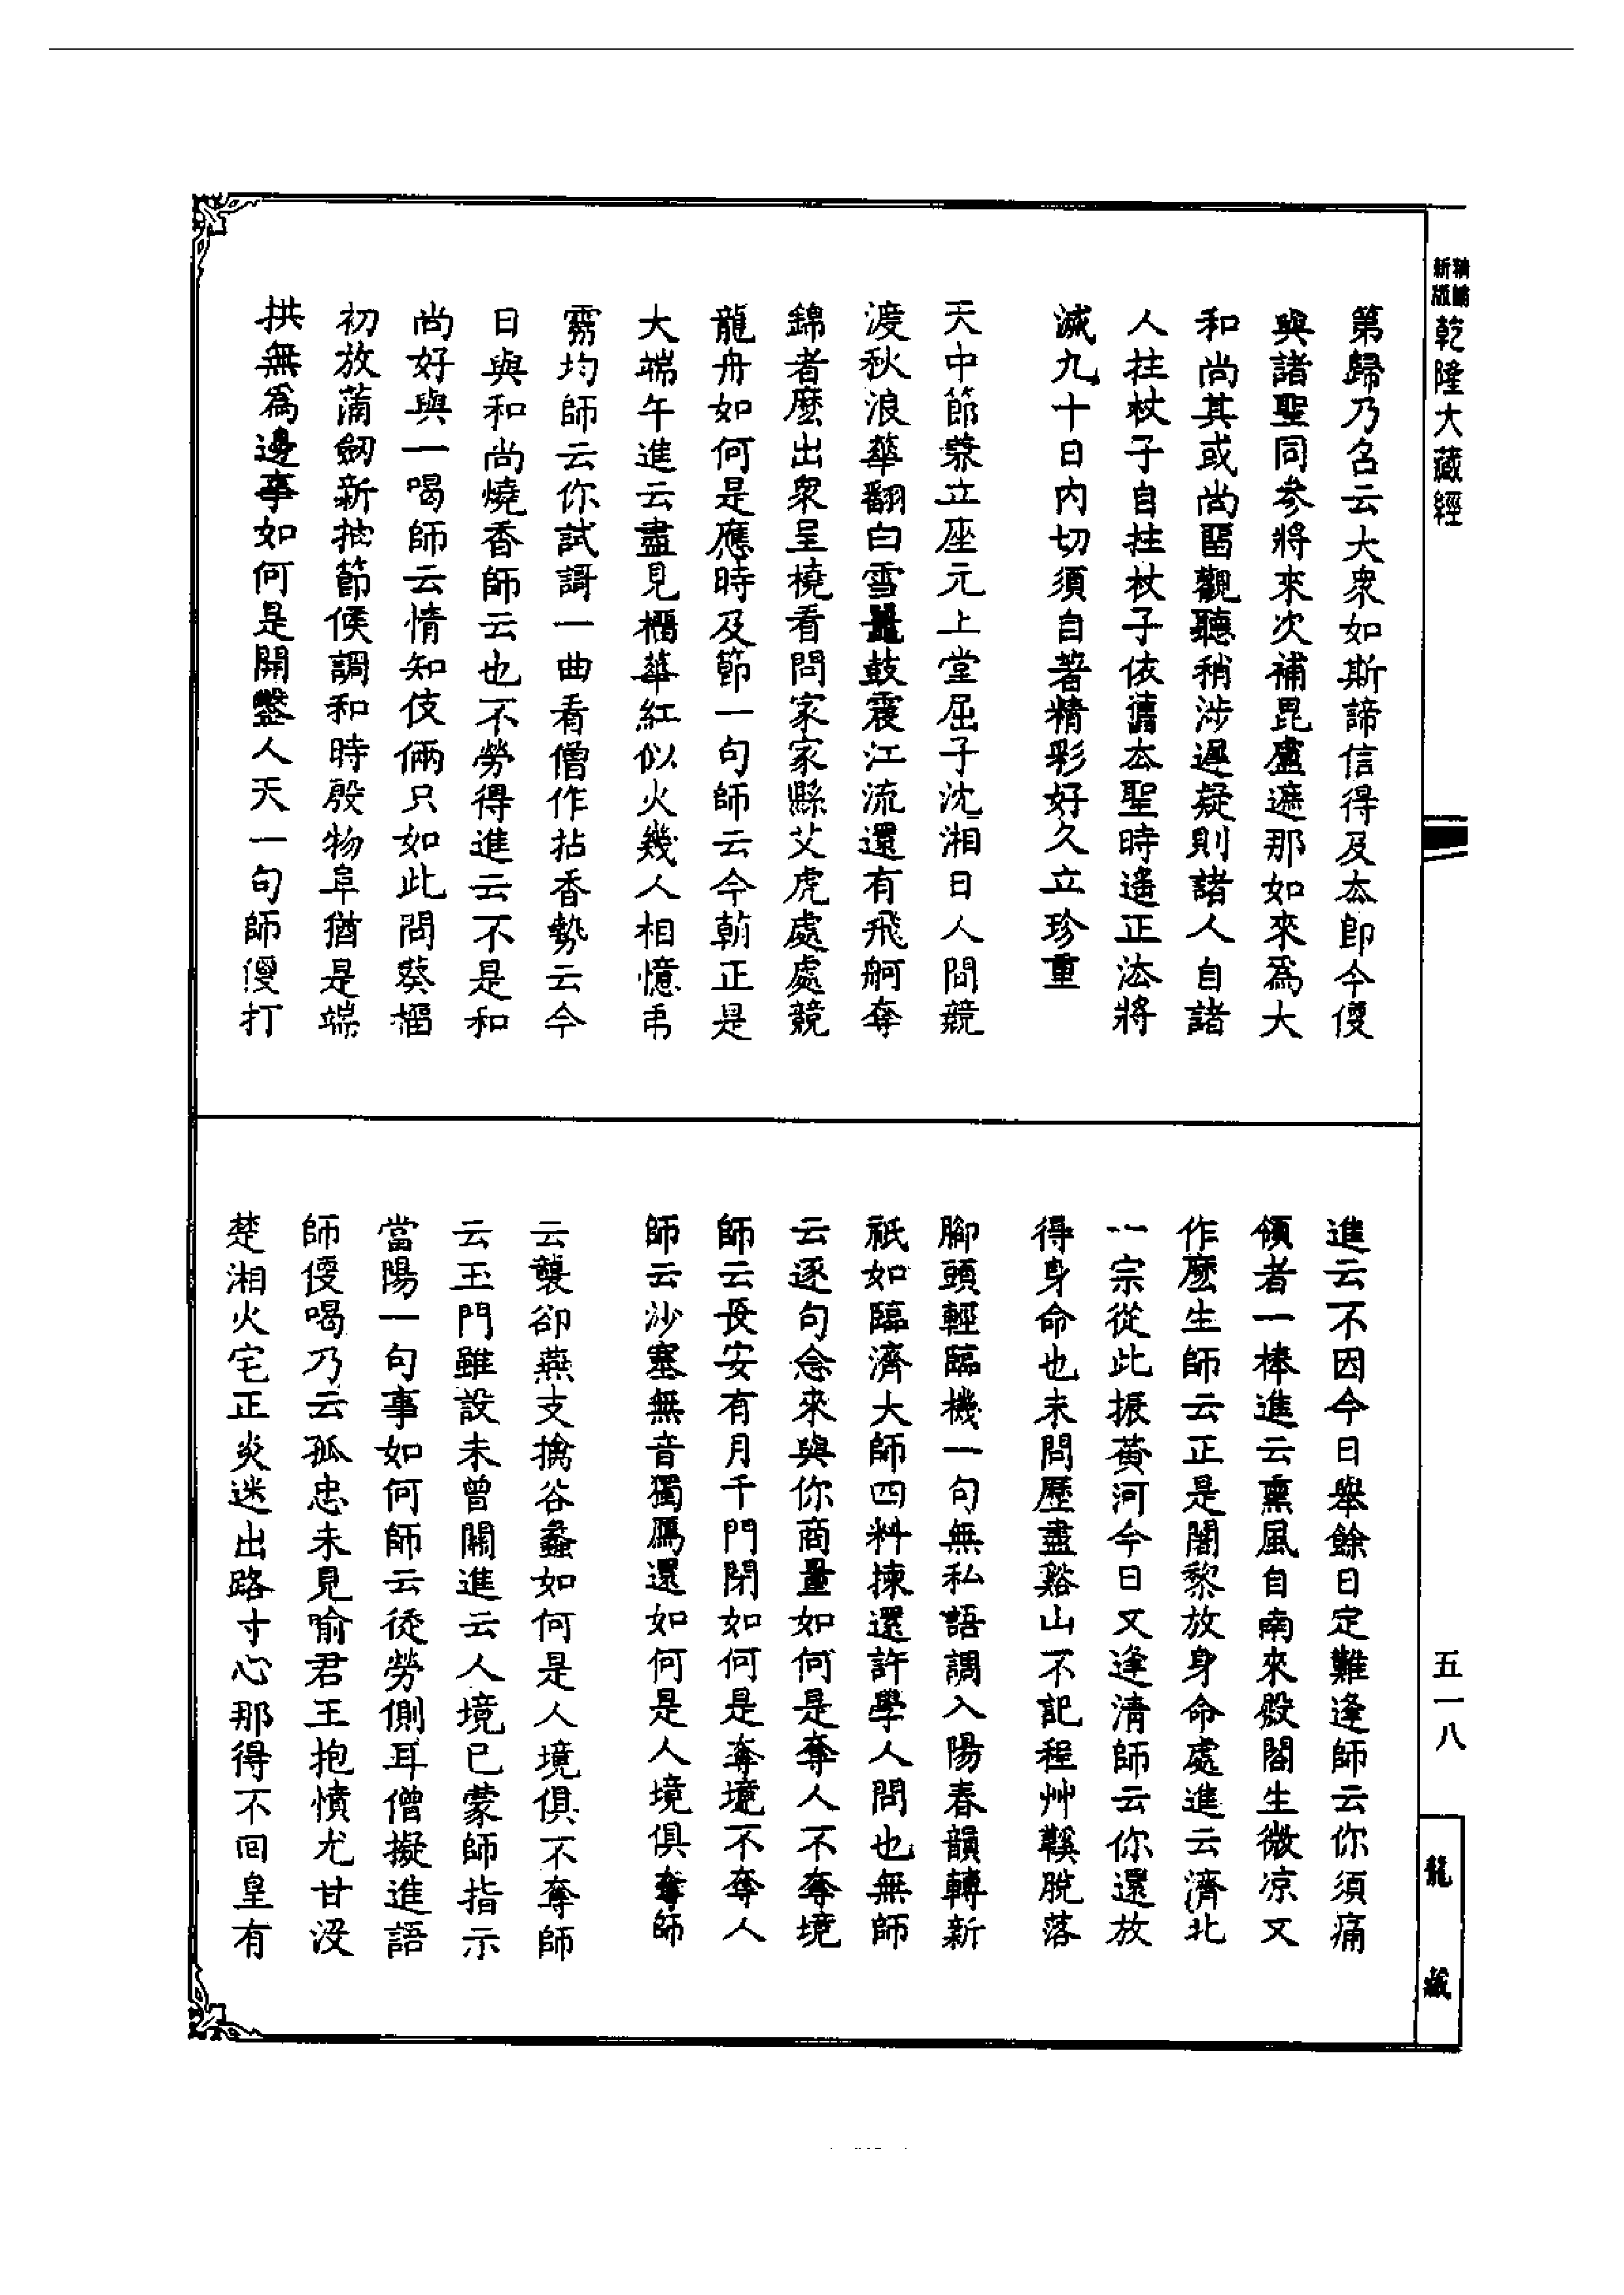 新版精縮乾隆大藏經
五一八
龍藏
第歸乃名云大衆如斯諦信得及厺即今便
與諸聖同參將來次補毘盧遮那如來爲大
和尚其或尚畱觀聽稍涉遲疑則諸人自諸
人拄杖子自拄杖子依舊厺聖時遙正法將
滅九十日内切須自著精彩好久立珍重
天中節兼立座元上堂屈子沈湘日人間競
渡秋浪華翻白雪鼉鼓震江流還有飛舸奪
錦者麽出衆呈橈看問家家縣艾虎處處競
龍舟如何是應時及節一句師云今朝正是
大端午進云盡見榴華紅似火幾人相憶弔
靈均師云你試謌一曲看僧作拈香勢云今
日與和尚燒香師云也不勞得進云不是和
尚好與一喝師云情知伎倆只如此問葵榴
初放蒲劒新抽節候調和時殷物阜猶是端
拱無爲邊事如何是開鑿人天一句師便打
進云不因今日舉餘日定難逢師云你須痛
領者一棒進云熏風自南來殿閣生微凉又
作麽生師云正是闍黎放身命處進云濟北
一宗從此振黃河今日又逢清師云你還放
得身命也未問歷盡谿山不記程艸鞵脫落
腳頭輕臨機一句無私語調入陽春韻轉新
祇如臨濟大師四料揀還許學人問也無師
云逐句念來與你商量如何是奪人不奪境
師云長安有月千門閉如何是奪境不奪人
師云沙塞無音獨鴈還如何是人境俱奪師
云襲卻燕支擒谷蠡如何是人境俱不奪師
云玉門雖設未曾關進云人境已蒙師指示
當陽一句事如何師云徒勞側耳僧擬進語
師便喝乃云孤忠未見喻君王抱憤尤甘沒
楚湘火宅正炎迷出路寸心那得不回皇有